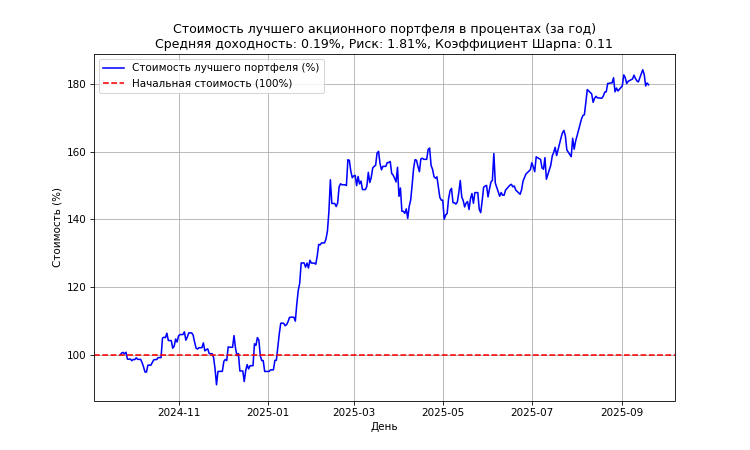 Стоимость лучшего акционного портфеля в процентах (за год)
Средняя доходность: 0.19%, Риск: 1.81%, Коэффициент Шарпа: 0.11
Стоимость лучшего портфеля (%)
Начальная стоимость (100%)
Стоимость (%)
180
160
140
120
100
2024-11
2025-01
2025-03
2025-05
2025-07
2025-09
День